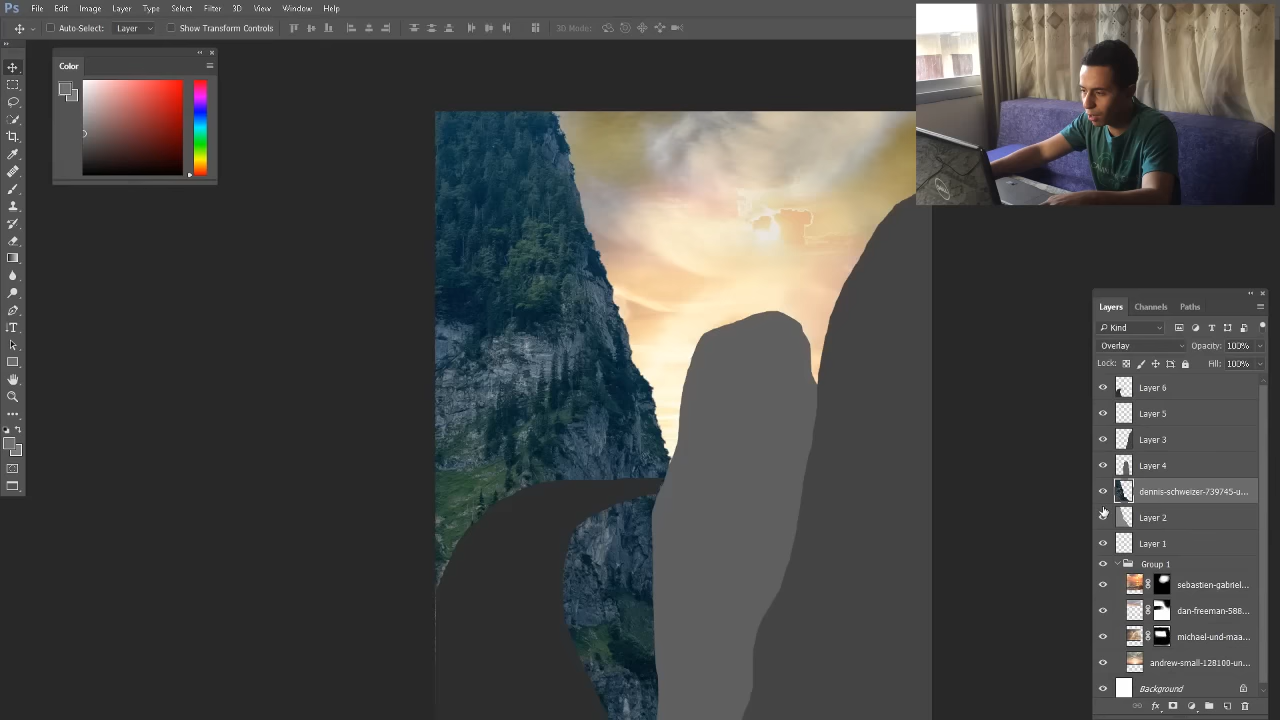 Ps File Edit Image Layer Type Select Filter 3D View Window Help
Auto-Select: Layer Show Transform Controls 3D Mode:
Color
Layers Channels Paths
Kind
Overlay Opacity: 100%
Lock: Fill: 100%
Layer 6
Layer 5
Layer 3
Layer 4
dennis-schweizer-739745-u...
Layer 2
Layer 1
Group 1
sebastien-gabriel...
dan-freeman-588...
michael-und-maa...
andrew-small-128100-un...
Background
fx